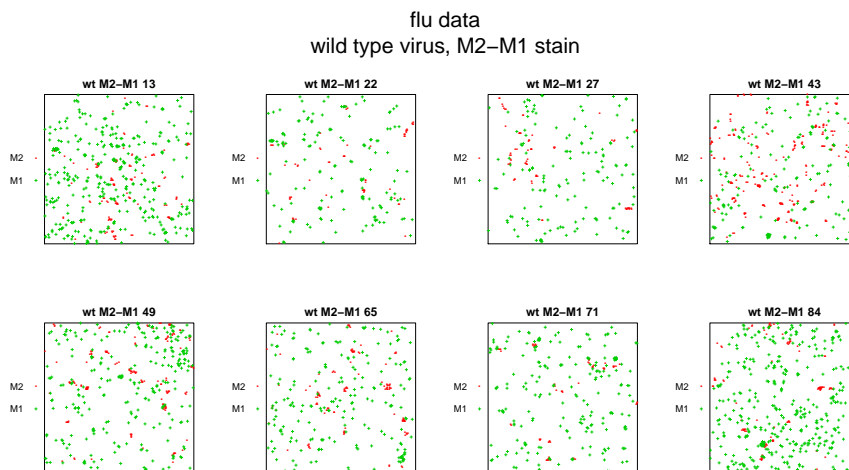 flu data
wild type virus, M2−M1 stain
wt M2−M1 13
wt M2−M1 22
wt M2−M1 27
wt M2−M1 43
M2
M1
M2
M1
M2
M1
M2
M1
wt M2−M1 49
wt M2−M1 65
wt M2−M1 71
wt M2−M1 84
M2
M1
M2
M1
M2
M1
M2
M1